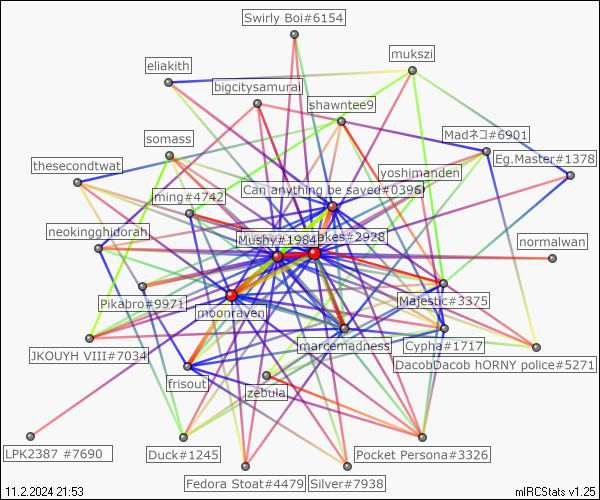 Swirly Boi#6154
mukszi
eliakith
bigcitysamurai
shawntee9
Madネコ#6901
somass
Eg.Master#1378
thesecondtwat
yoshimanden
Can anything be saved#0396
ming#4742
neokingghidorah
Mushy#1984
akes#2928
normalwan
Pikabro#9971
Majestic#3375
moonraven
marcemadness
Cypha#1717
JKOUYH VIII#7034
DacobDacob hORNY police#5271
frisout
zebula
LPK2387 #7690
Duck#1245
Pocket Persona#3326
Fedora Stoat#4479
Silver#7938
11.2.2024 21:53
mIRCStats v1.25